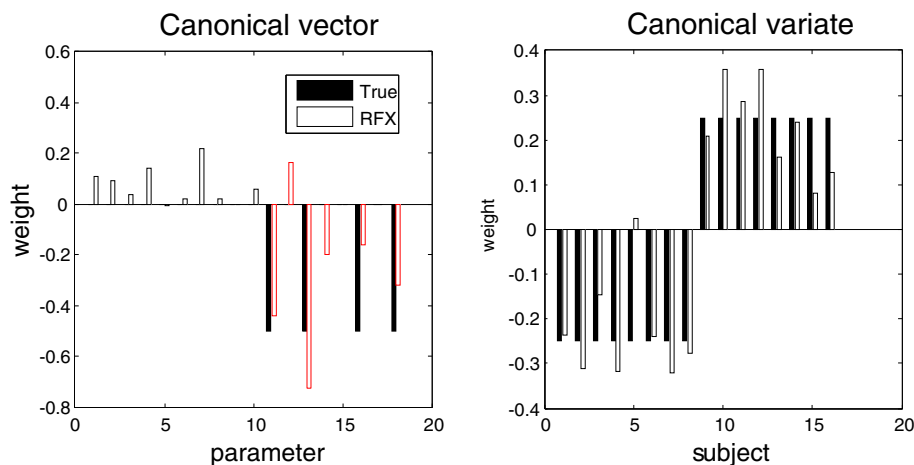 Canonical vector
0.6
0.4
0.2
0
-0.2
-0.4
-0.6
-0.8
weight
True
RFX
0 5 10 15 20
parameter
Canonical variate
0.4
0.3
0.2
0.1
0
-0.1
-0.2
-0.3
-0.4
weight
0 5 10 15 20
subject